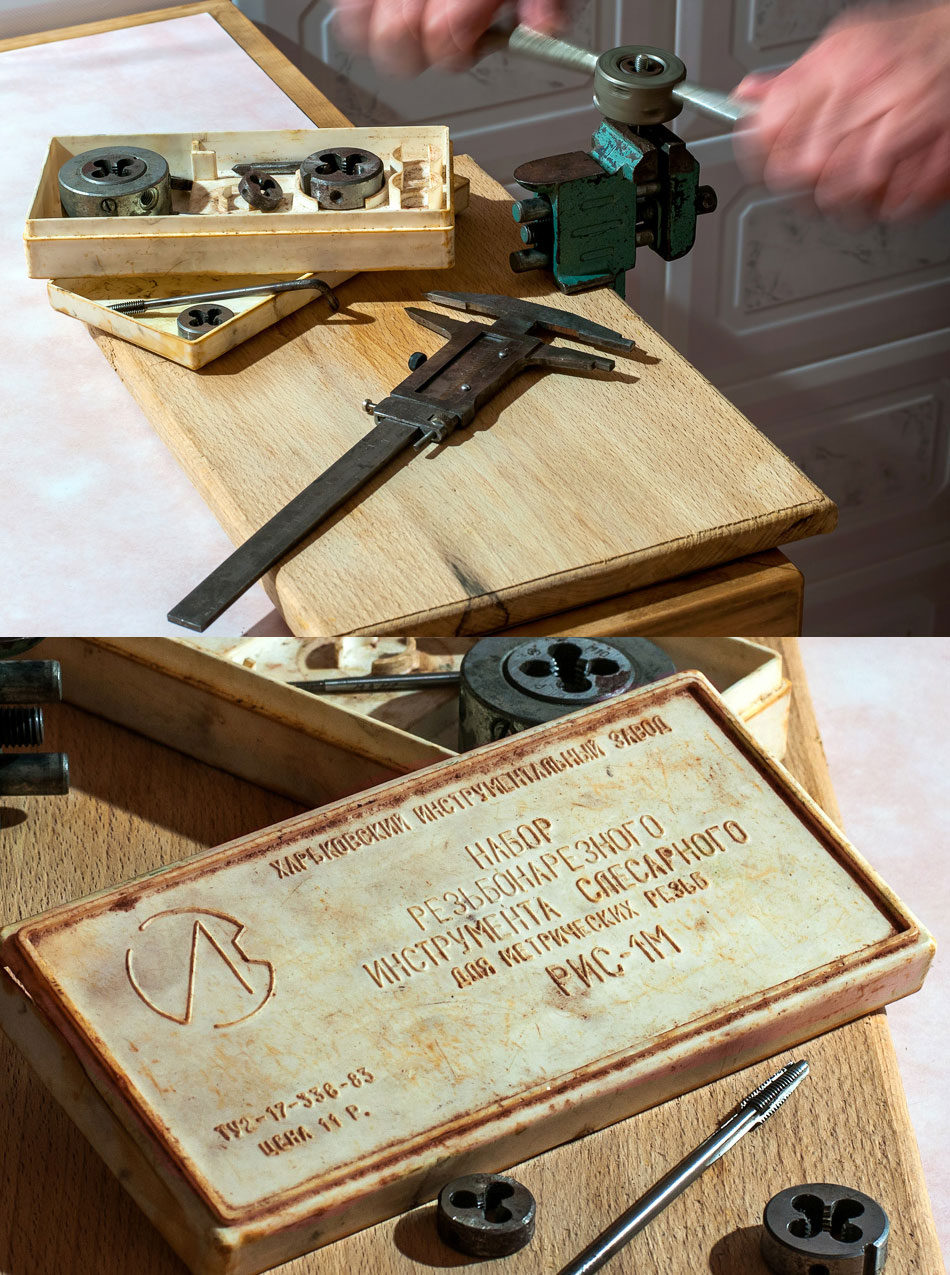 ХАРЬКОВСКИЙ ИНСТРУМЕНТАЛЬНЫЙ ЗАВОД
НАБОР
РЕЗЬБОНАРЕЗНОГО
ИНСТРУМЕНТА СЛЕСАРНОГО
ДЛЯ МЕТРИЧЕСКИХ РЕЗЬБ
РИС-1М
ТУ2-17-336-83
ЦЕНА 11 Р.